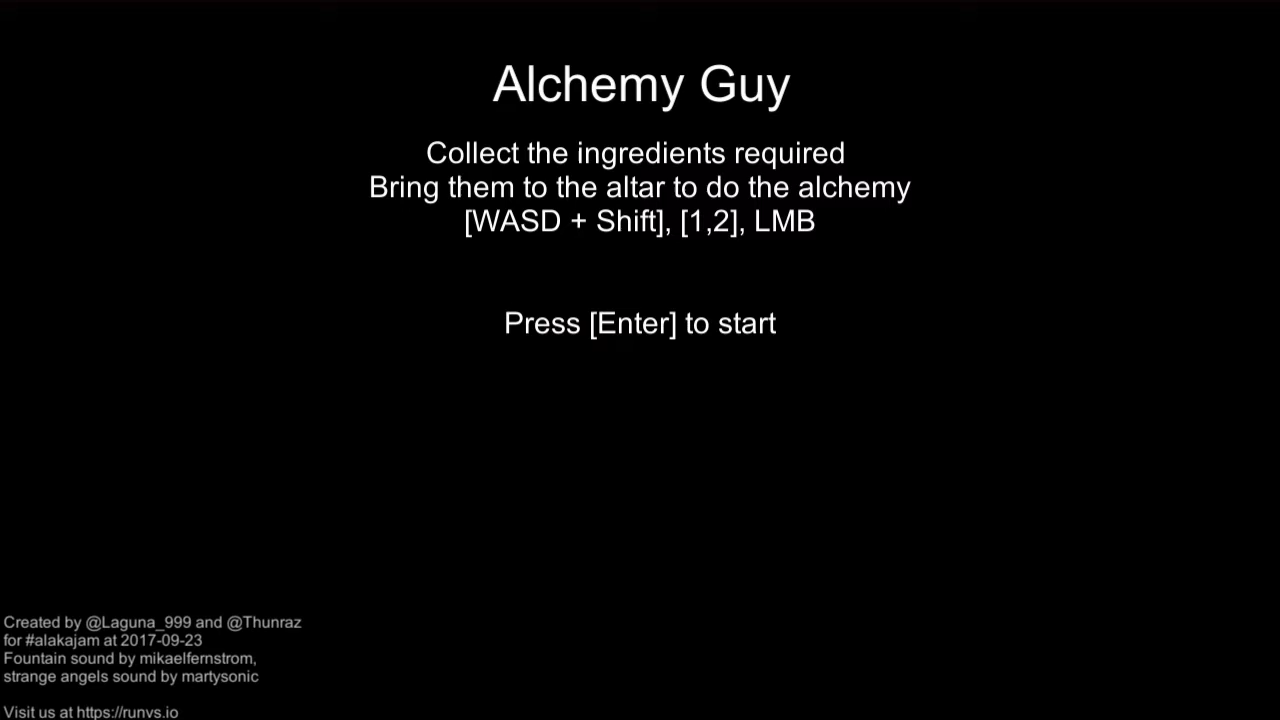 Alchemy Guy
Collect the ingredients required
Bring them to the altar to do the alchemy
[WASD + Shift], [1,2], LMB
Press [Enter] to start
Created by @Laguna_999 and @Thunraz
for #alakajam at 2017-09-23
Fountain sound by mikaelfernstrom,
strange angels sound by martysonic
Visit us at https://runvs.io